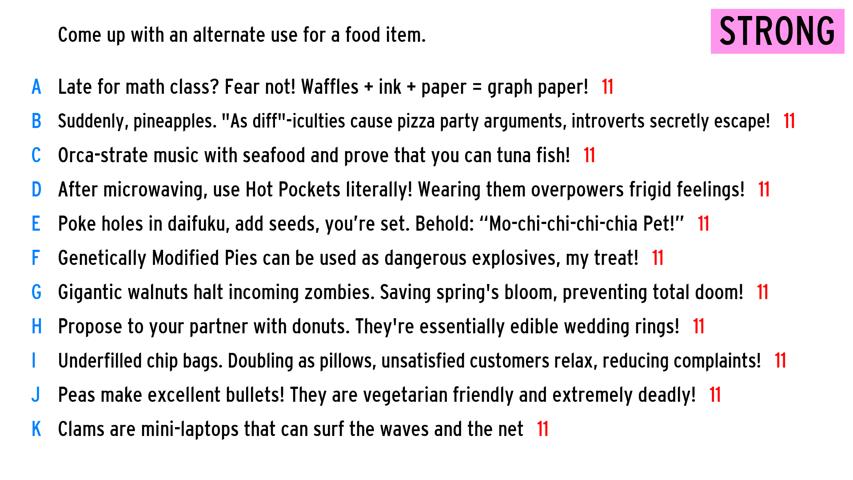 Come up with an alternate use for a food item.
STRONG
A Late for math class? Fear not! Waffles + ink + paper = graph paper! 11
B Suddenly, pineapples. "As diff"-iculties cause pizza party arguments, introverts secretly escape! 11
C Orca-strate music with seafood and prove that you can tuna fish! 11
D After microwaving, use Hot Pockets literally! Wearing them overpowers frigid feelings! 11
E Poke holes in daifuku, add seeds, you’re set. Behold: “Mo-chi-chi-chi-chia Pet!” 11
F Genetically Modified Pies can be used as dangerous explosives, my treat! 11
G Gigantic walnuts halt incoming zombies. Saving spring's bloom, preventing total doom! 11
H Propose to your partner with donuts. They're essentially edible wedding rings! 11
I Underfilled chip bags. Doubling as pillows, unsatisfied customers relax, reducing complaints! 11
J Peas make excellent bullets! They are vegetarian friendly and extremely deadly! 11
K Clams are mini-laptops that can surf the waves and the net 11